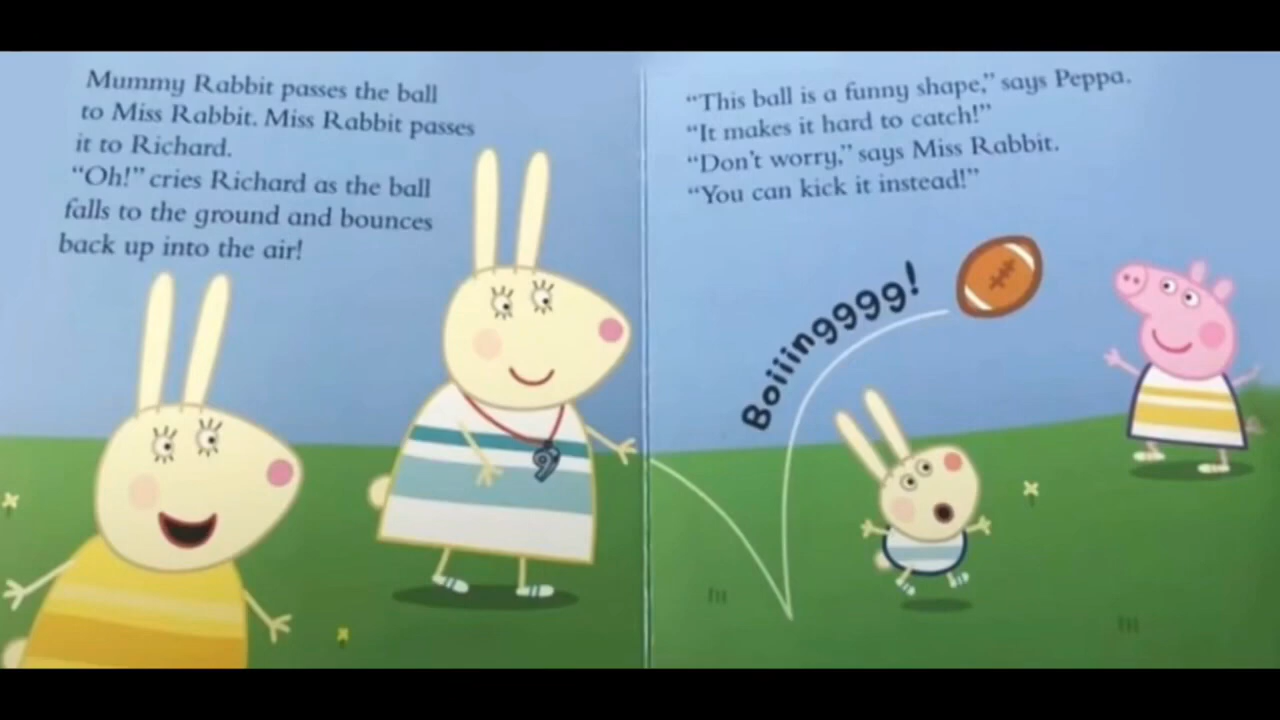 Mummy Rabbit passes the ball
to Miss Rabbit. Miss Rabbit passes
it to Richard.
“Oh!” cries Richard as the ball
falls to the ground and bounces
back up into the air!
“This ball is a funny shape,” says Peppa.
“It makes it hard to catch!”
“Don't worry,” says Miss Rabbit.
“You can kick it instead!”
Boiiingggg!